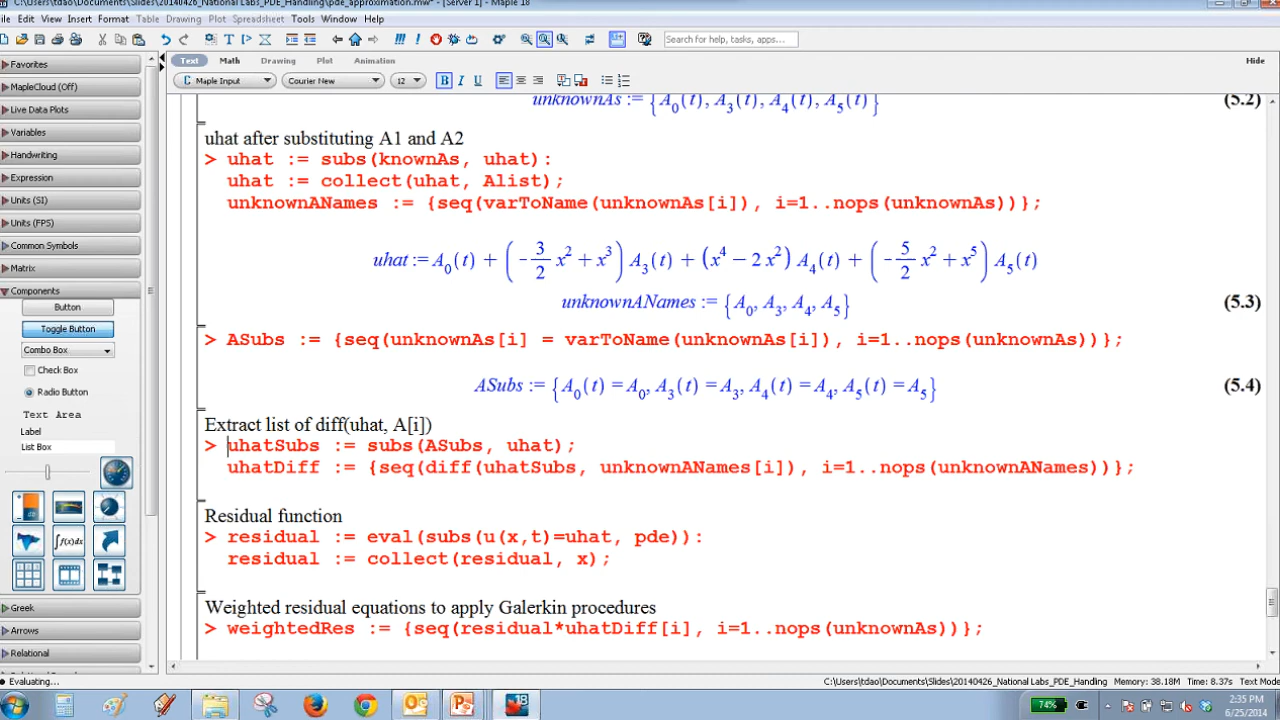 C:\Users\tdao\Documents\Slides\20140426_National Labs_PDE_Handling\pde_approximation.mw* - [Server 1] - Maple 18
File Edit View Insert Format Table Drawing Plot Spreadsheet Tools Window Help
Search for help, tasks, apps...
Text Math Drawing Plot Animation Hide
Maple Input Courier New 12 B I U
Favorites
MapleCloud (Off)
Live Data Plots
Variables
Handwriting
Expression
Units (SI)
Units (FPS)
Common Symbols
Matrix
Components
Button
Toggle Button
Combo Box
Check Box
Radio Button
Text Area
Label
List Box
∫f(x)dx
Greek
Arrows
Relational
unknownAs := {A0(t), A3(t), A4(t), A5(t)} (5.2)
uhat after substituting A1 and A2
> uhat := subs(knownAs, uhat):
uhat := collect(uhat, Alist);
unknownANames := {seq(varToName(unknownAs[i]), i=1..nops(unknownAs))};
uhat := A0(t) + (-3/2 x^2 + x^3) A3(t) + (x^4 - 2 x^2) A4(t) + (-5/2 x^2 + x^5) A5(t)
unknownANames := {A0, A3, A4, A5} (5.3)
> ASubs := {seq(unknownAs[i] = varToName(unknownAs[i]), i=1..nops(unknownAs))};
ASubs := {A0(t) = A0, A3(t) = A3, A4(t) = A4, A5(t) = A5} (5.4)
Extract list of diff(uhat, A[i])
> uhatSubs := subs(ASubs, uhat);
uhatDiff := {seq(diff(uhatSubs, unknownANames[i]), i=1..nops(unknownANames))};
Residual function
> residual := eval(subs(u(x,t)=uhat, pde)):
residual := collect(residual, x);
Weighted residual equations to apply Galerkin procedures
> weightedRes := {seq(residual*uhatDiff[i], i=1..nops(unknownAs))};
Evaluating... C:\Users\tdao\Documents\Slides\20140426_National Labs_PDE_Handling Memory: 38.18M Time: 8.37s Text Mode
74%
2:35 PM
6/25/2014